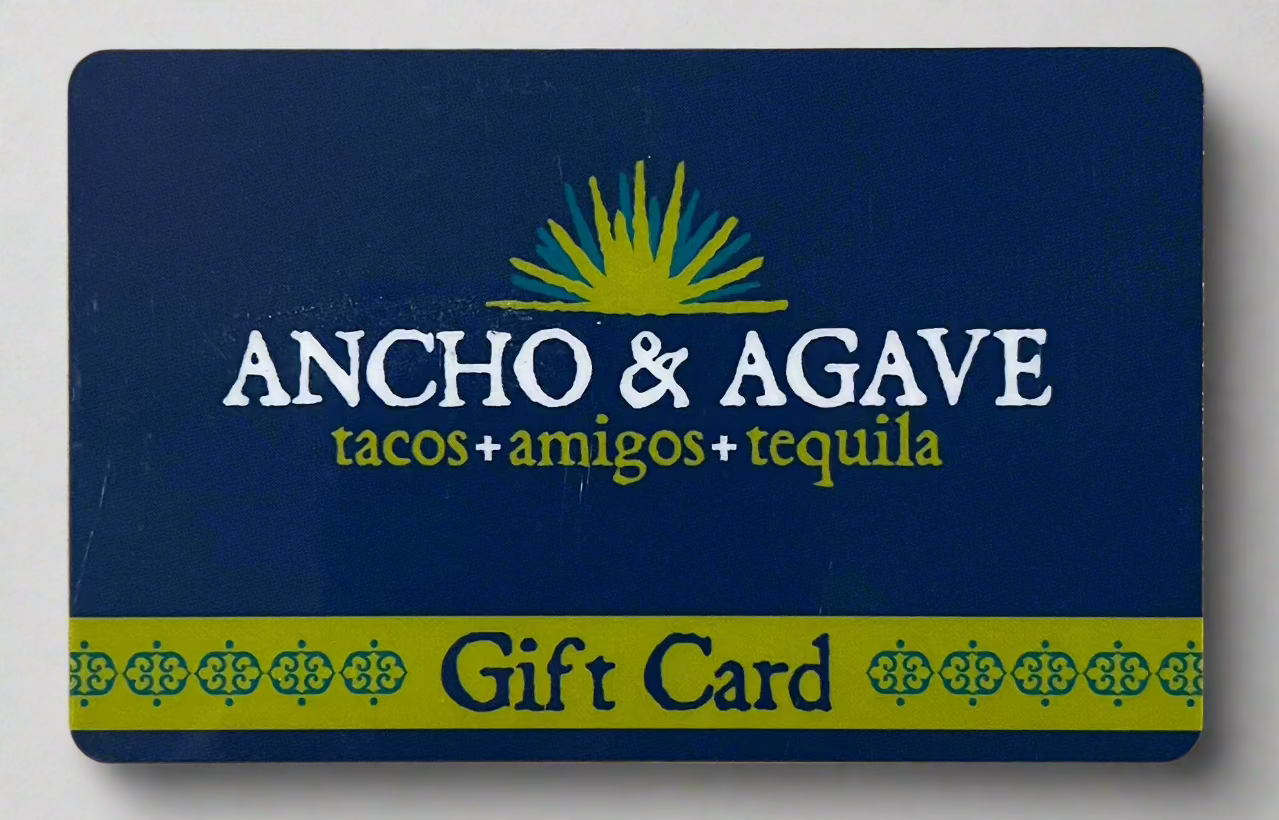 ANCHO & AGAVE
tacos+amigos+tequila
Gift Card